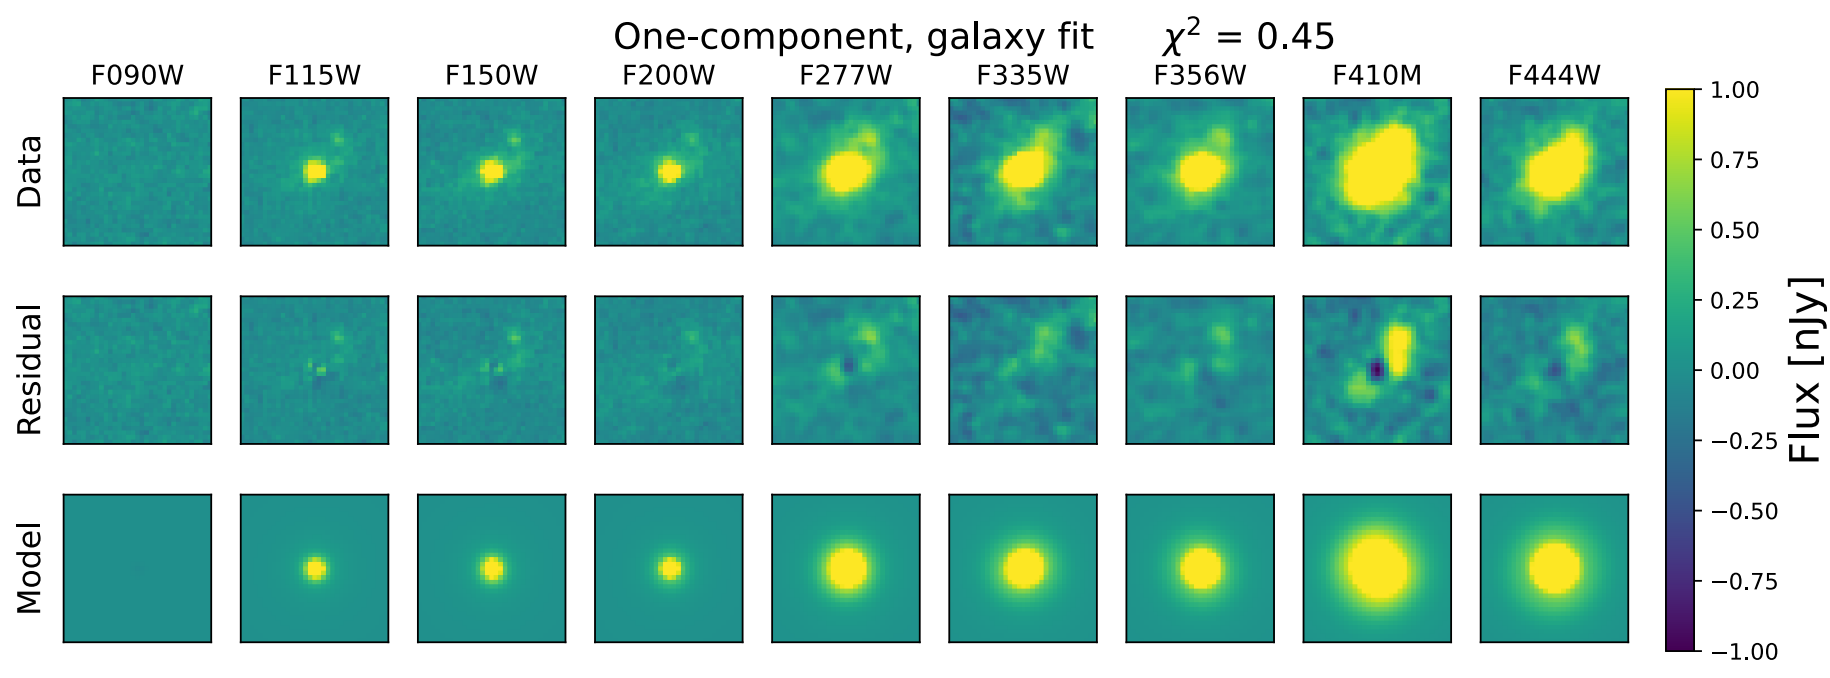 One-component, galaxy fit χ² = 0.45
F090W F115W F150W F200W F277W F335W F356W F410M F444W
Data
Residual
Model
1.00
0.75
0.50
0.25
0.00
−0.25
−0.50
−0.75
−1.00
Flux [nJy]